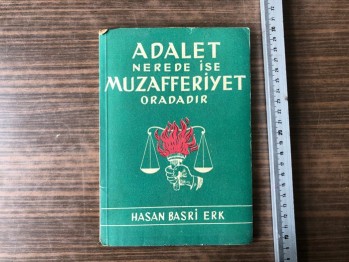 ADALET
NEREDE İSE
MUZAFFERİYET
ORADADIR
HASAN BASRİ ERK